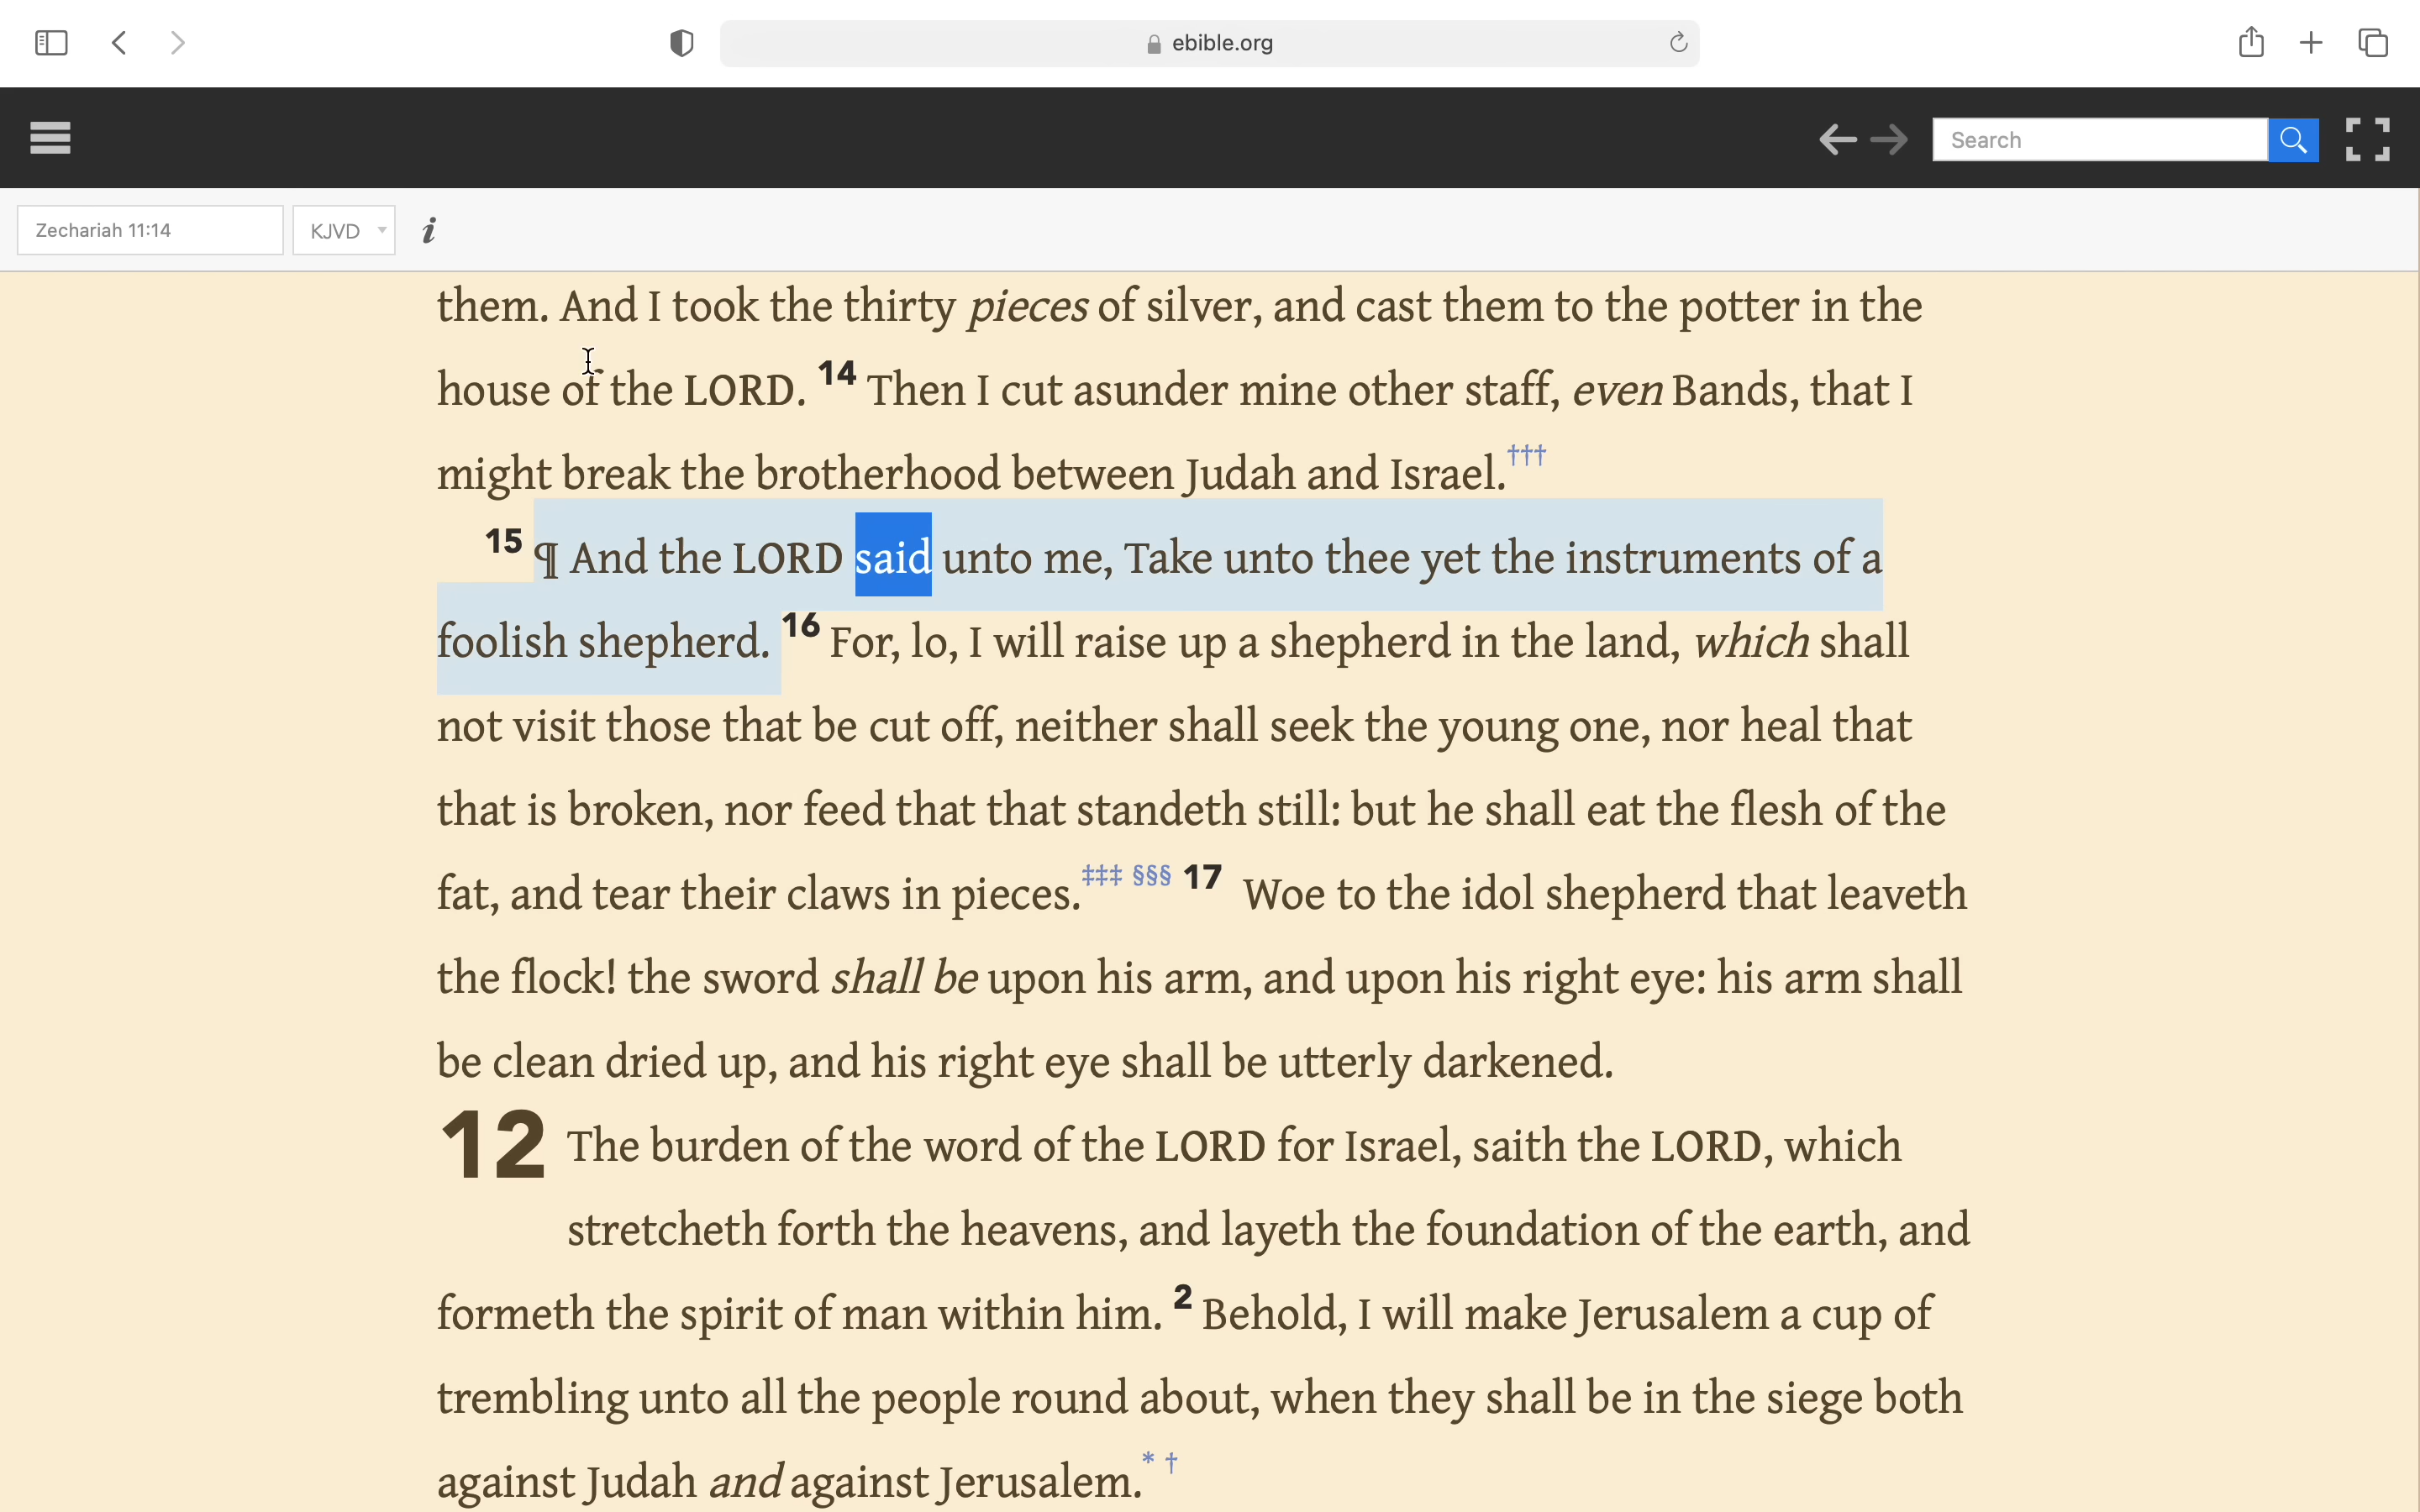 ebible.org
Search
Zechariah 11:14 KJVD i
them. And I took the thirty pieces of silver, and cast them to the potter in the
house of the LORD. 14 Then I cut asunder mine other staff, even Bands, that I
might break the brotherhood between Judah and Israel.†††
15 ¶ And the LORD said unto me, Take unto thee yet the instruments of a
foolish shepherd. 16 For, lo, I will raise up a shepherd in the land, which shall
not visit those that be cut off, neither shall seek the young one, nor heal that
that is broken, nor feed that that standeth still: but he shall eat the flesh of the
fat, and tear their claws in pieces.‡‡‡ §§§ 17 Woe to the idol shepherd that leaveth
the flock! the sword shall be upon his arm, and upon his right eye: his arm shall
be clean dried up, and his right eye shall be utterly darkened.
12 The burden of the word of the LORD for Israel, saith the LORD, which
stretcheth forth the heavens, and layeth the foundation of the earth, and
formeth the spirit of man within him. 2 Behold, I will make Jerusalem a cup of
trembling unto all the people round about, when they shall be in the siege both
against Judah and against Jerusalem.* †